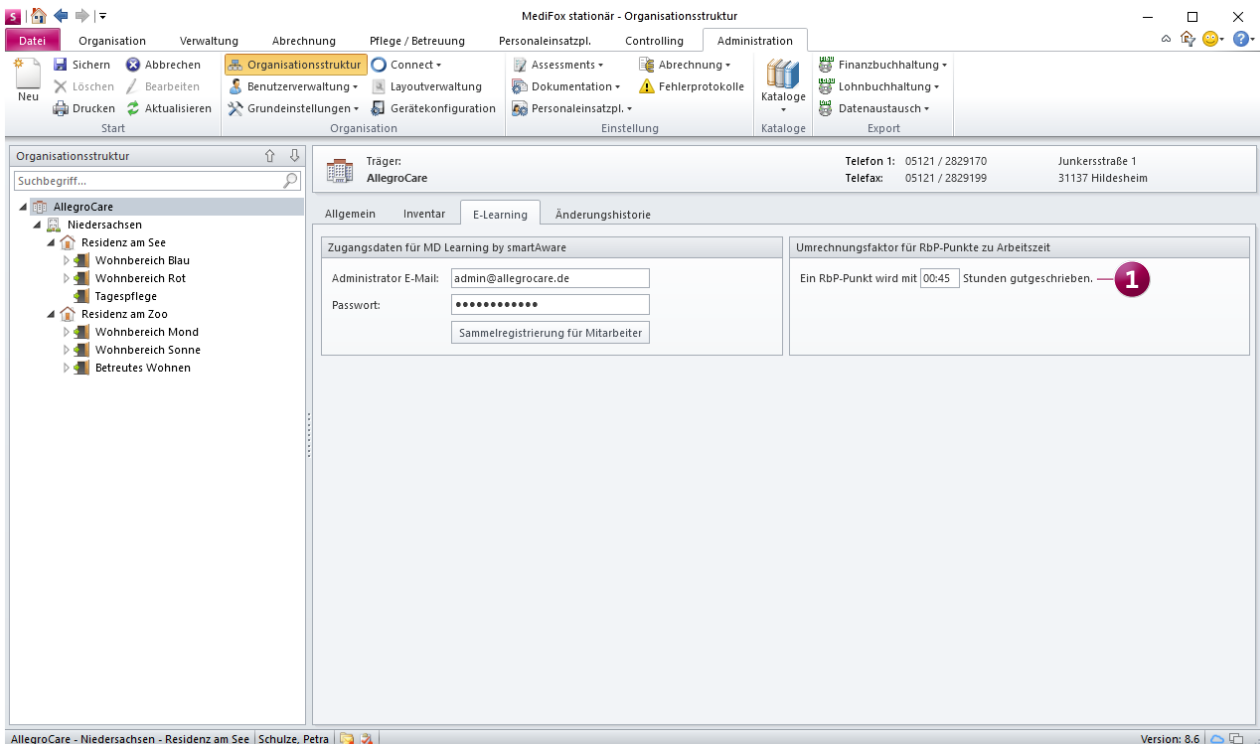 S
MediFox stationär - Organisationsstruktur
Datei Organisation Verwaltung Abrechnung Pflege / Betreuung Personaleinsatzpl. Controlling Administration
Neu
Sichern Abbrechen
Löschen Bearbeiten
Drucken Aktualisieren
Start
Organisationsstruktur Connect
Benutzerverwaltung Layoutverwaltung
Grundeinstellungen Gerätekonfiguration
Organisation
Assessments Abrechnung
Dokumentation Fehlerprotokolle
Personaleinsatzpl.
Einstellung
Kataloge
Kataloge
Finanzbuchhaltung
Lohnbuchhaltung
Datenaustausch
Export
Organisationsstruktur
Suchbegriff...
AllegroCare
Niedersachsen
Residenz am See
Wohnbereich Blau
Wohnbereich Rot
Tagespflege
Residenz am Zoo
Wohnbereich Mond
Wohnbereich Sonne
Betreutes Wohnen
Träger: Telefon 1: 05121 / 2829170 Junkersstraße 1
AllegroCare Telefax: 05121 / 2829199 31137 Hildesheim
Allgemein Inventar E-Learning Änderungshistorie
Zugangsdaten für MD Learning by smartAware
Administrator E-Mail: admin@allegrocare.de
Passwort: ●●●●●●●●●●●●
Sammelregistrierung für Mitarbeiter
Umrechnungsfaktor für RbP-Punkte zu Arbeitszeit
Ein RbP-Punkt wird mit 00:45 Stunden gutgeschrieben. 1
AllegroCare - Niedersachsen - Residenz am See Schulze, Petra Version: 8.6